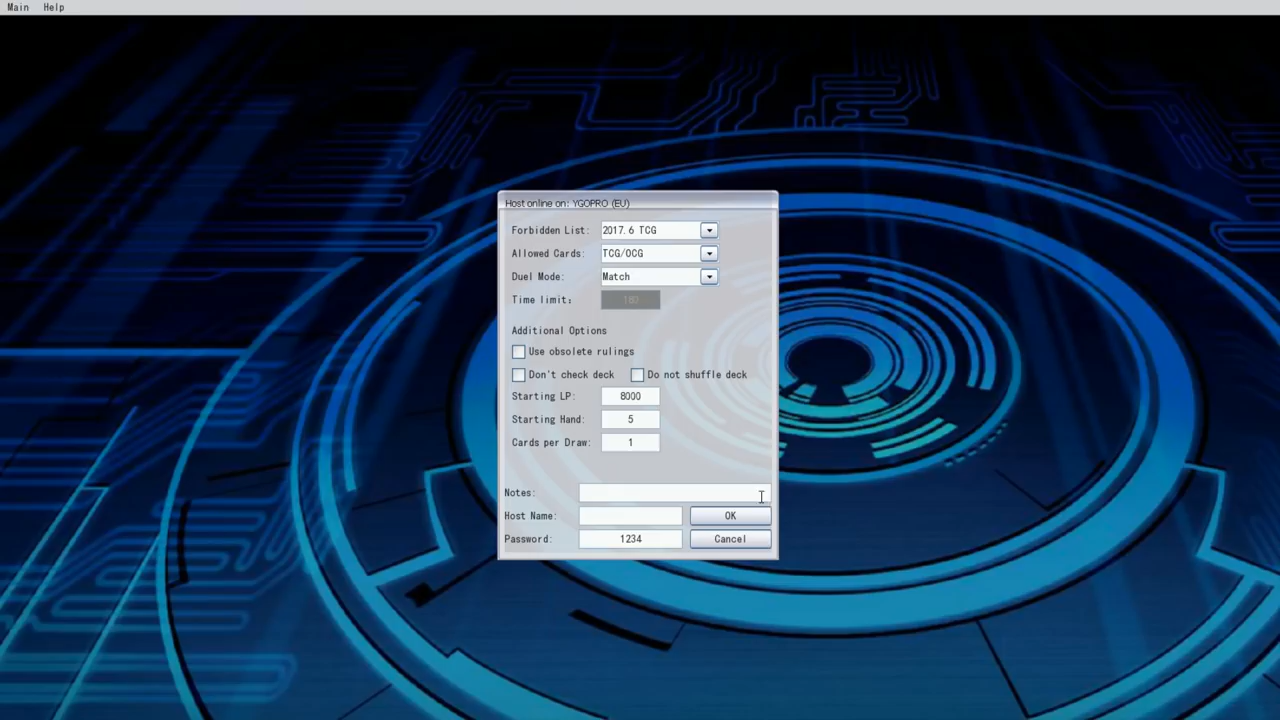 Main Help
Host online on: YGOPRO (EU)
Forbidden List: 2017.6 TCG
Allowed Cards: TCG/OCG
Duel Mode: Match
Time limit: 180
Additional Options
Use obsolete rulings
Don't check deck Do not shuffle deck
Starting LP: 8000
Starting Hand: 5
Cards per Draw: 1
Notes:
Host Name: OK
Password: 1234 Cancel